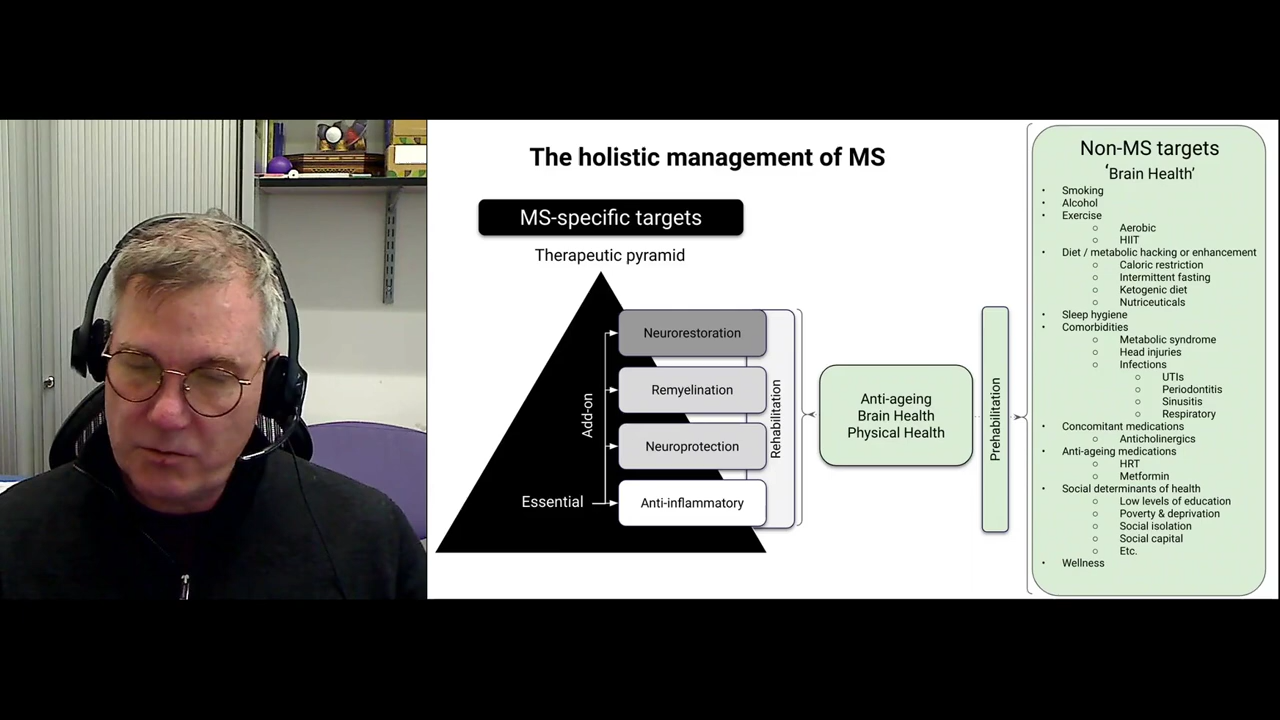 The holistic management of MS
MS-specific targets
Therapeutic pyramid
Neurorestoration
Remyelination
Neuroprotection
Anti-inflammatory
Add-on
Essential
Rehabilitation
Anti-ageing
Brain Health
Physical Health
Prehabilitation
Non-MS targets
‘Brain Health’
• Smoking
• Alcohol
• Exercise
○ Aerobic
○ HIIT
• Diet / metabolic hacking or enhancement
○ Caloric restriction
○ Intermittent fasting
○ Ketogenic diet
○ Nutriceuticals
• Sleep hygiene
• Comorbidities
○ Metabolic syndrome
○ Head injuries
○ Infections
○ UTIs
○ Periodontitis
○ Sinusitis
○ Respiratory
• Concomitant medications
○ Anticholinergics
• Anti-ageing medications
○ HRT
○ Metformin
• Social determinants of health
○ Low levels of education
○ Poverty & deprivation
○ Social isolation
○ Social capital
○ Etc.
• Wellness